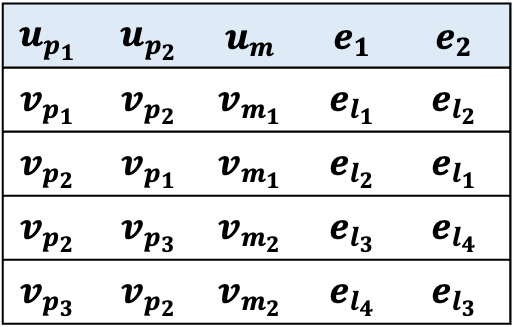 u_{p_1} u_{p_2} u_m e_1 e_2
v_{p_1} v_{p_2} v_{m_1} e_{l_1} e_{l_2}
v_{p_2} v_{p_1} v_{m_1} e_{l_2} e_{l_1}
v_{p_2} v_{p_3} v_{m_2} e_{l_3} e_{l_4}
v_{p_3} v_{p_2} v_{m_2} e_{l_4} e_{l_3}